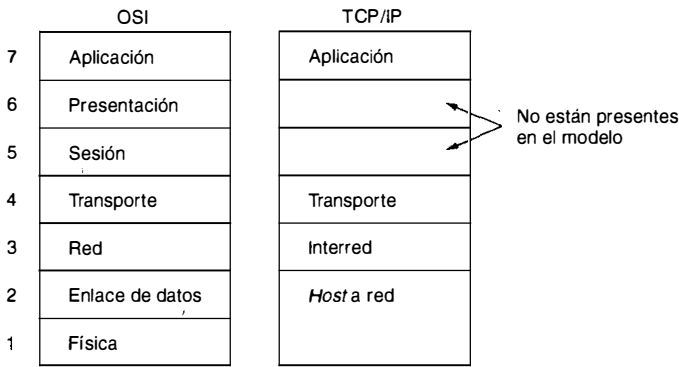 OSI
TCP/IP
7 Aplicación Aplicación
6 Presentación
No están presentes
en el modelo
5 Sesión
4 Transporte Transporte
3 Red Interred
2 Enlace de datos Host a red
1 Física